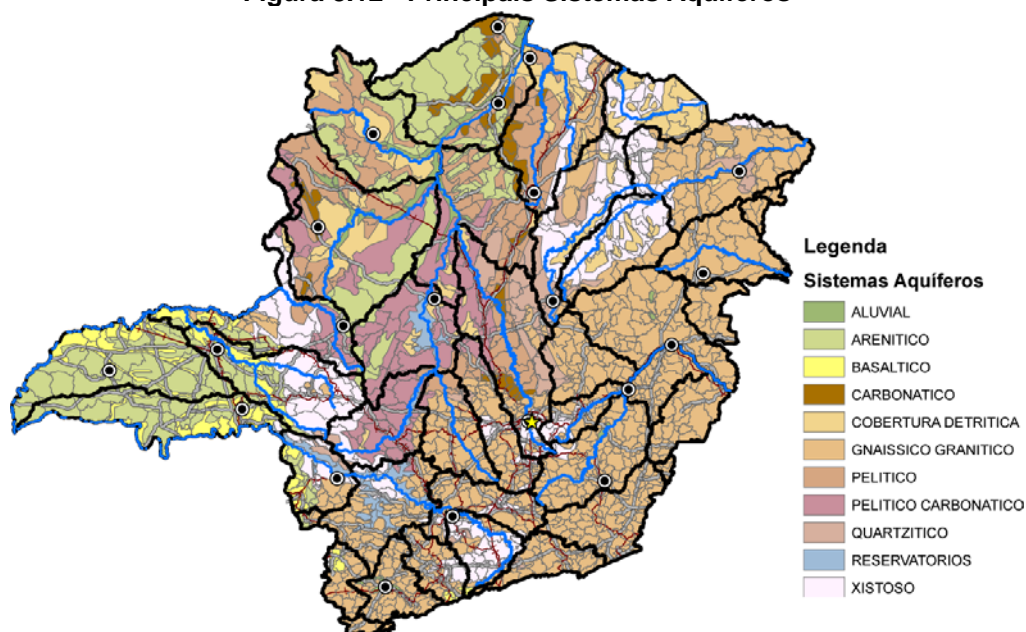 Figura - Principais Sistemas Aquíferos
Legenda
Sistemas Aquíferos
ALUVIAL
ARENITICO
BASALTICO
CARBONATICO
COBERTURA DETRITICA
GNAISSICO GRANITICO
PELITICO
PELITICO CARBONATICO
QUARTZITICO
RESERVATORIOS
XISTOSO